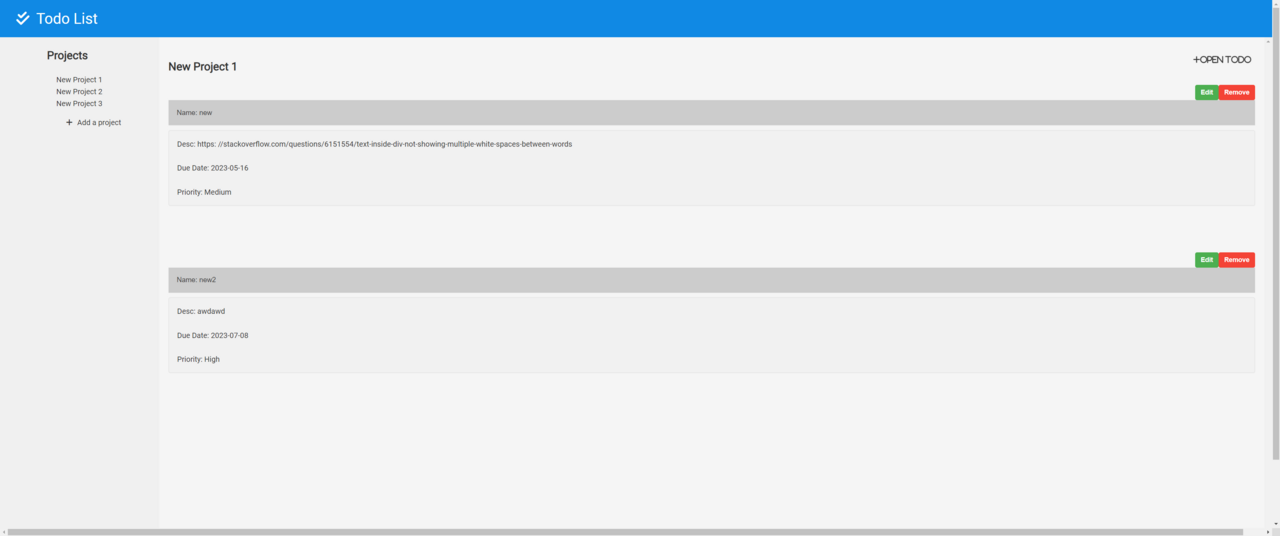 Todo List
Projects
New Project 1
New Project 2
New Project 3
+ Add a project
New Project 1
+OPEN TODO
Edit Remove
Name: new
Desc: https: //stackoverflow.com/questions/6151554/text-inside-div-not-showing-multiple-white-spaces-between-words
Due Date: 2023-05-16
Priority: Medium
Edit Remove
Name: new2
Desc: awdawd
Due Date: 2023-07-08
Priority: High